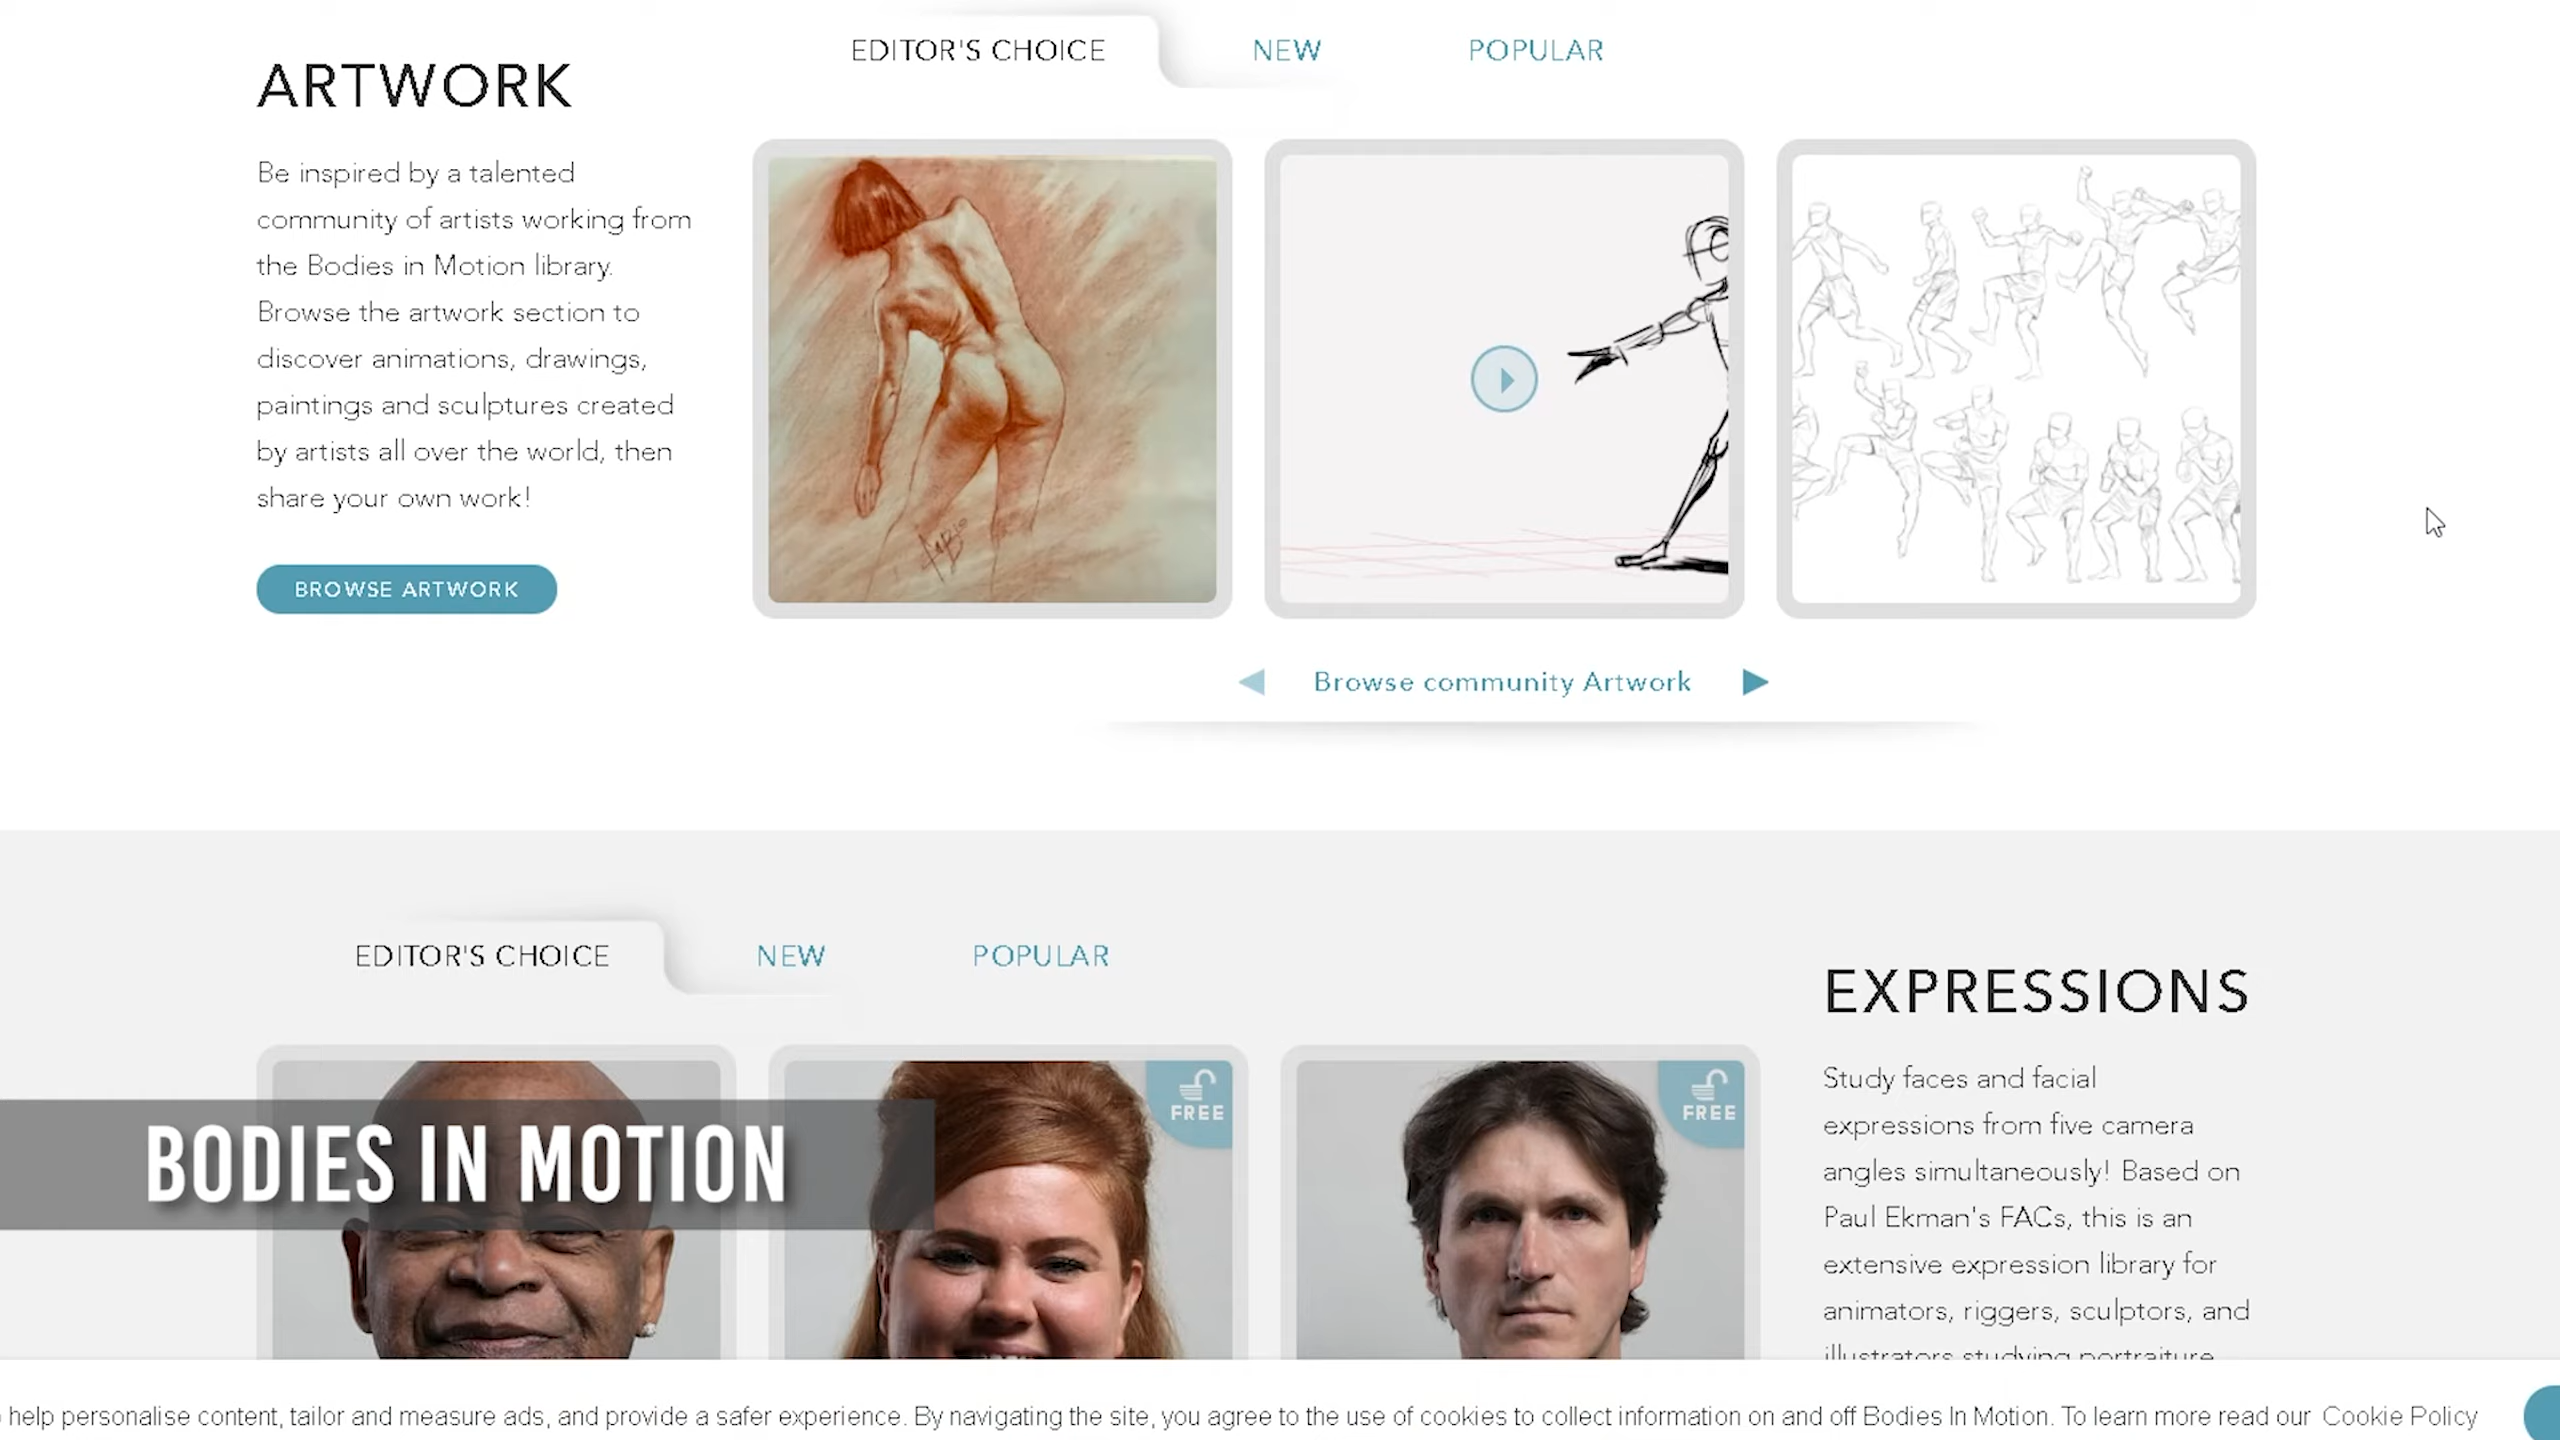 EDITOR'S CHOICE NEW POPULAR
ARTWORK
Be inspired by a talented
community of artists working from
the Bodies in Motion library.
Browse the artwork section to
discover animations, drawings,
paintings and sculptures created
by artists all over the world, then
share your own work!
BROWSE ARTWORK
Browse community Artwork
EDITOR'S CHOICE NEW POPULAR
EXPRESSIONS
Study faces and facial
expressions from five camera
angles simultaneously! Based on
Paul Ekman's FACs, this is an
extensive expression library for
animators, riggers, sculptors, and
illustrators studying portraiture
FREE
FREE
BODIES IN MOTION
help personalise content, tailor and measure ads, and provide a safer experience. By navigating the site, you agree to the use of cookies to collect information on and off Bodies In Motion. To learn more read our Cookie Policy